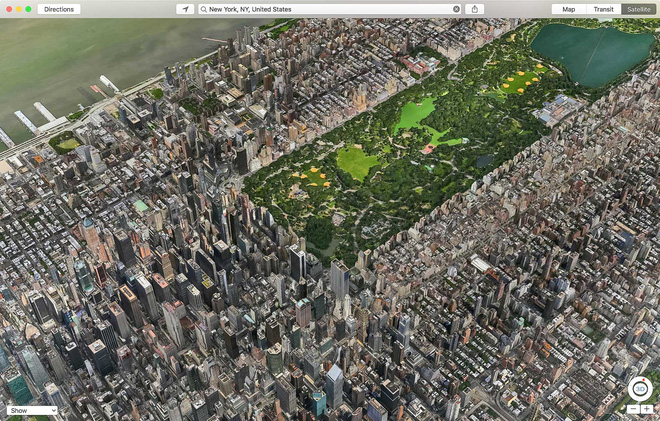 Directions
New York, NY, United States
Map
Transit
Satellite
3D
Show